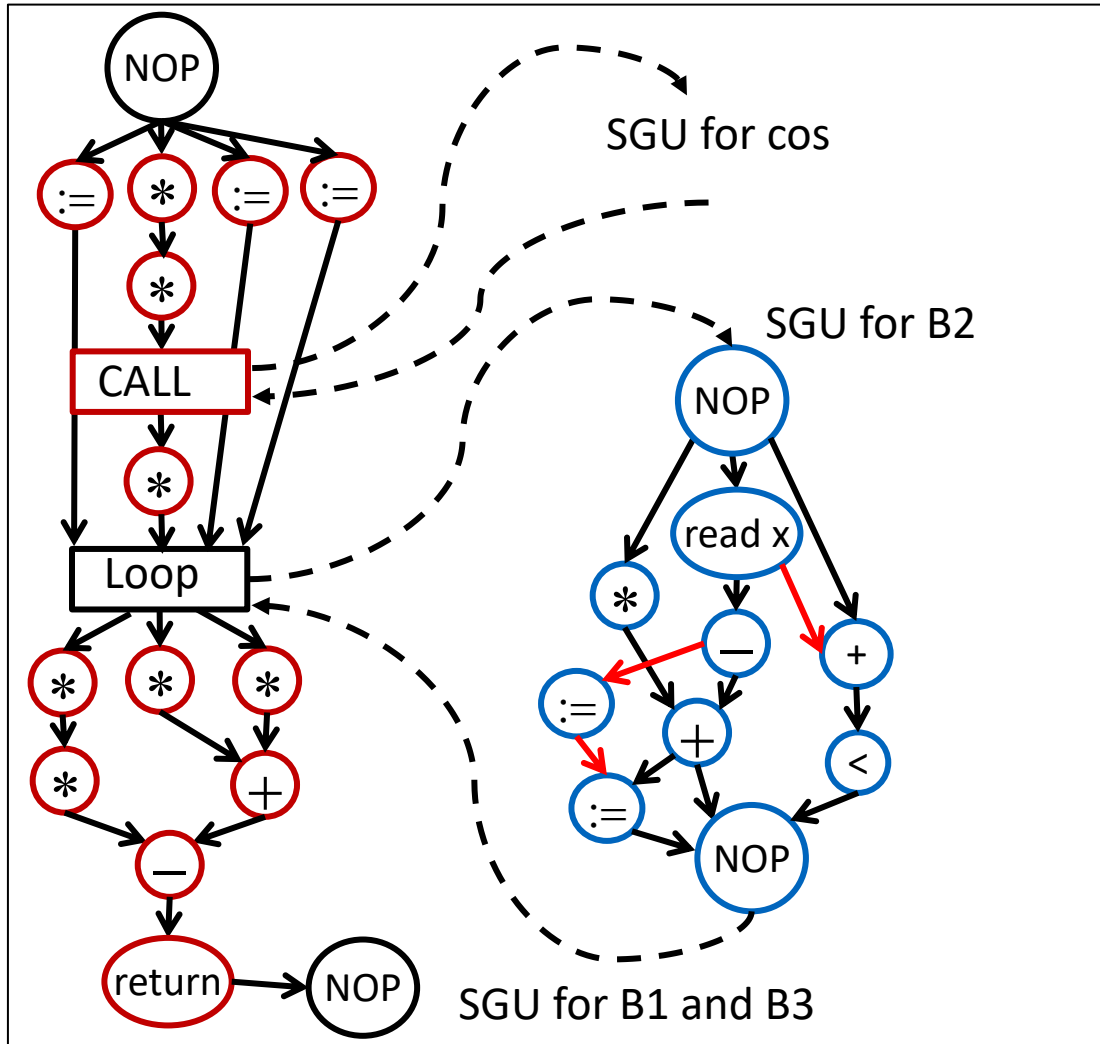 NOP
:=
*
:=
:=
*
CALL
*
Loop
*
*
*
*
+
−
return
NOP
SGU for cos
SGU for B2
NOP
read x
*
−
+
:=
+
<
:=
NOP
SGU for B1 and B3